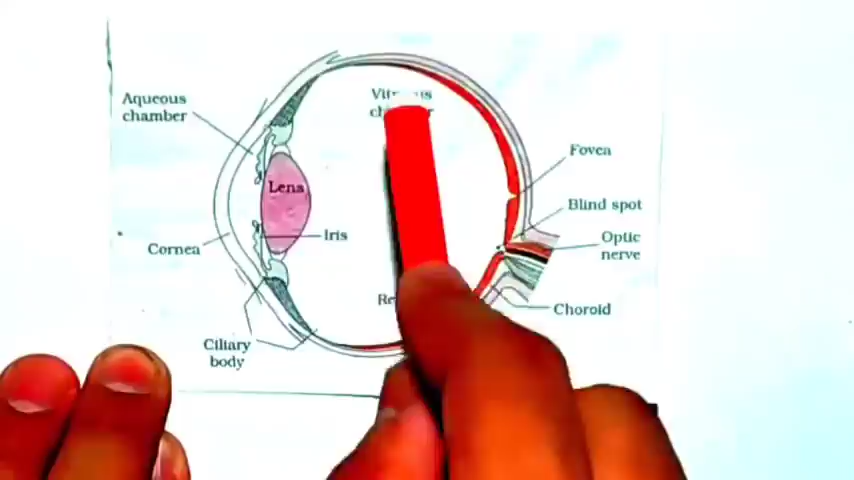 Aqueous
chamber
Lens
Iris
Cornea
Ciliary
body
Fovea
Blind spot
Optic
nerve
Choroid